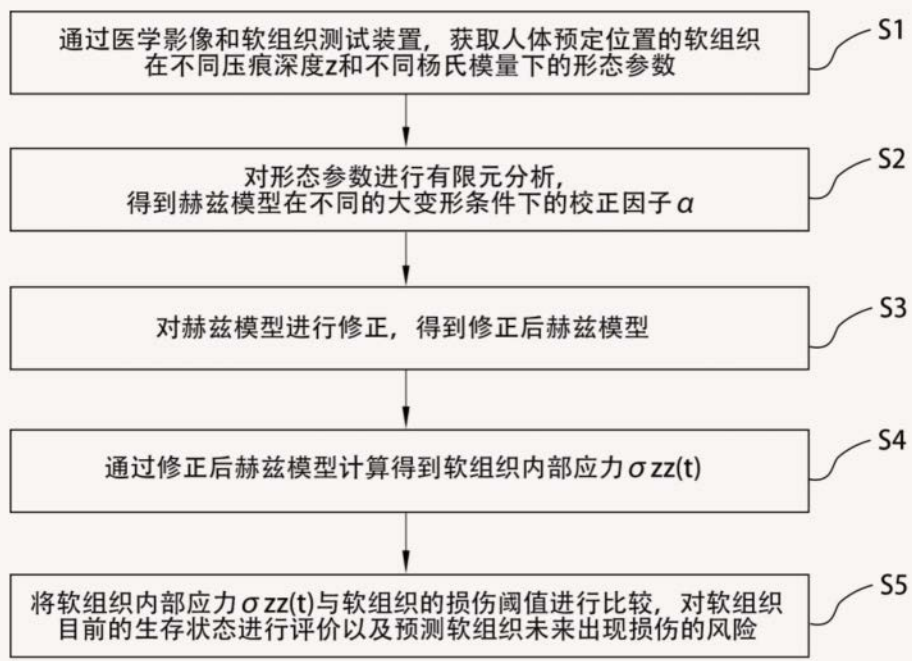 通过医学影像和软组织测试装置，获取人体预定位置的软组织
在不同压痕深度z和不同杨氏模量下的形态参数
S1
对形态参数进行有限元分析，
得到赫兹模型在不同的大变形条件下的校正因子α
S2
对赫兹模型进行修正，得到修正后赫兹模型
S3
通过修正后赫兹模型计算得到软组织内部应力σzz(t)
S4
将软组织内部应力σzz(t)与软组织的损伤阈值进行比较，对软组织
目前的生存状态进行评价以及预测软组织未来出现损伤的风险
S5